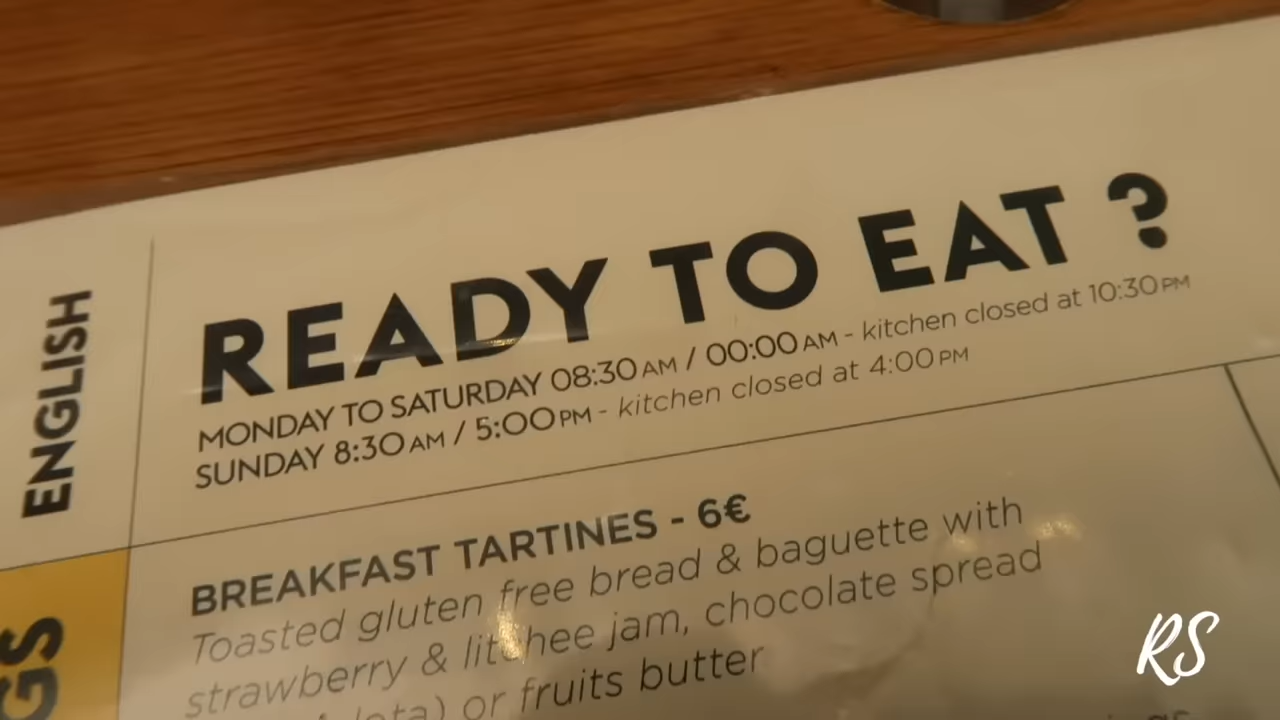 ENGLISH
READY TO EAT ?
MONDAY TO SATURDAY 08:30 AM / 00:00 AM - kitchen closed at 10:30 PM
SUNDAY 8:30 AM / 5:00 PM - kitchen closed at 4:00 PM
BREAKFAST TARTINES - 6€
Toasted gluten free bread & baguette with
strawberry & litchee jam, chocolate spread
or fruits butter
RS